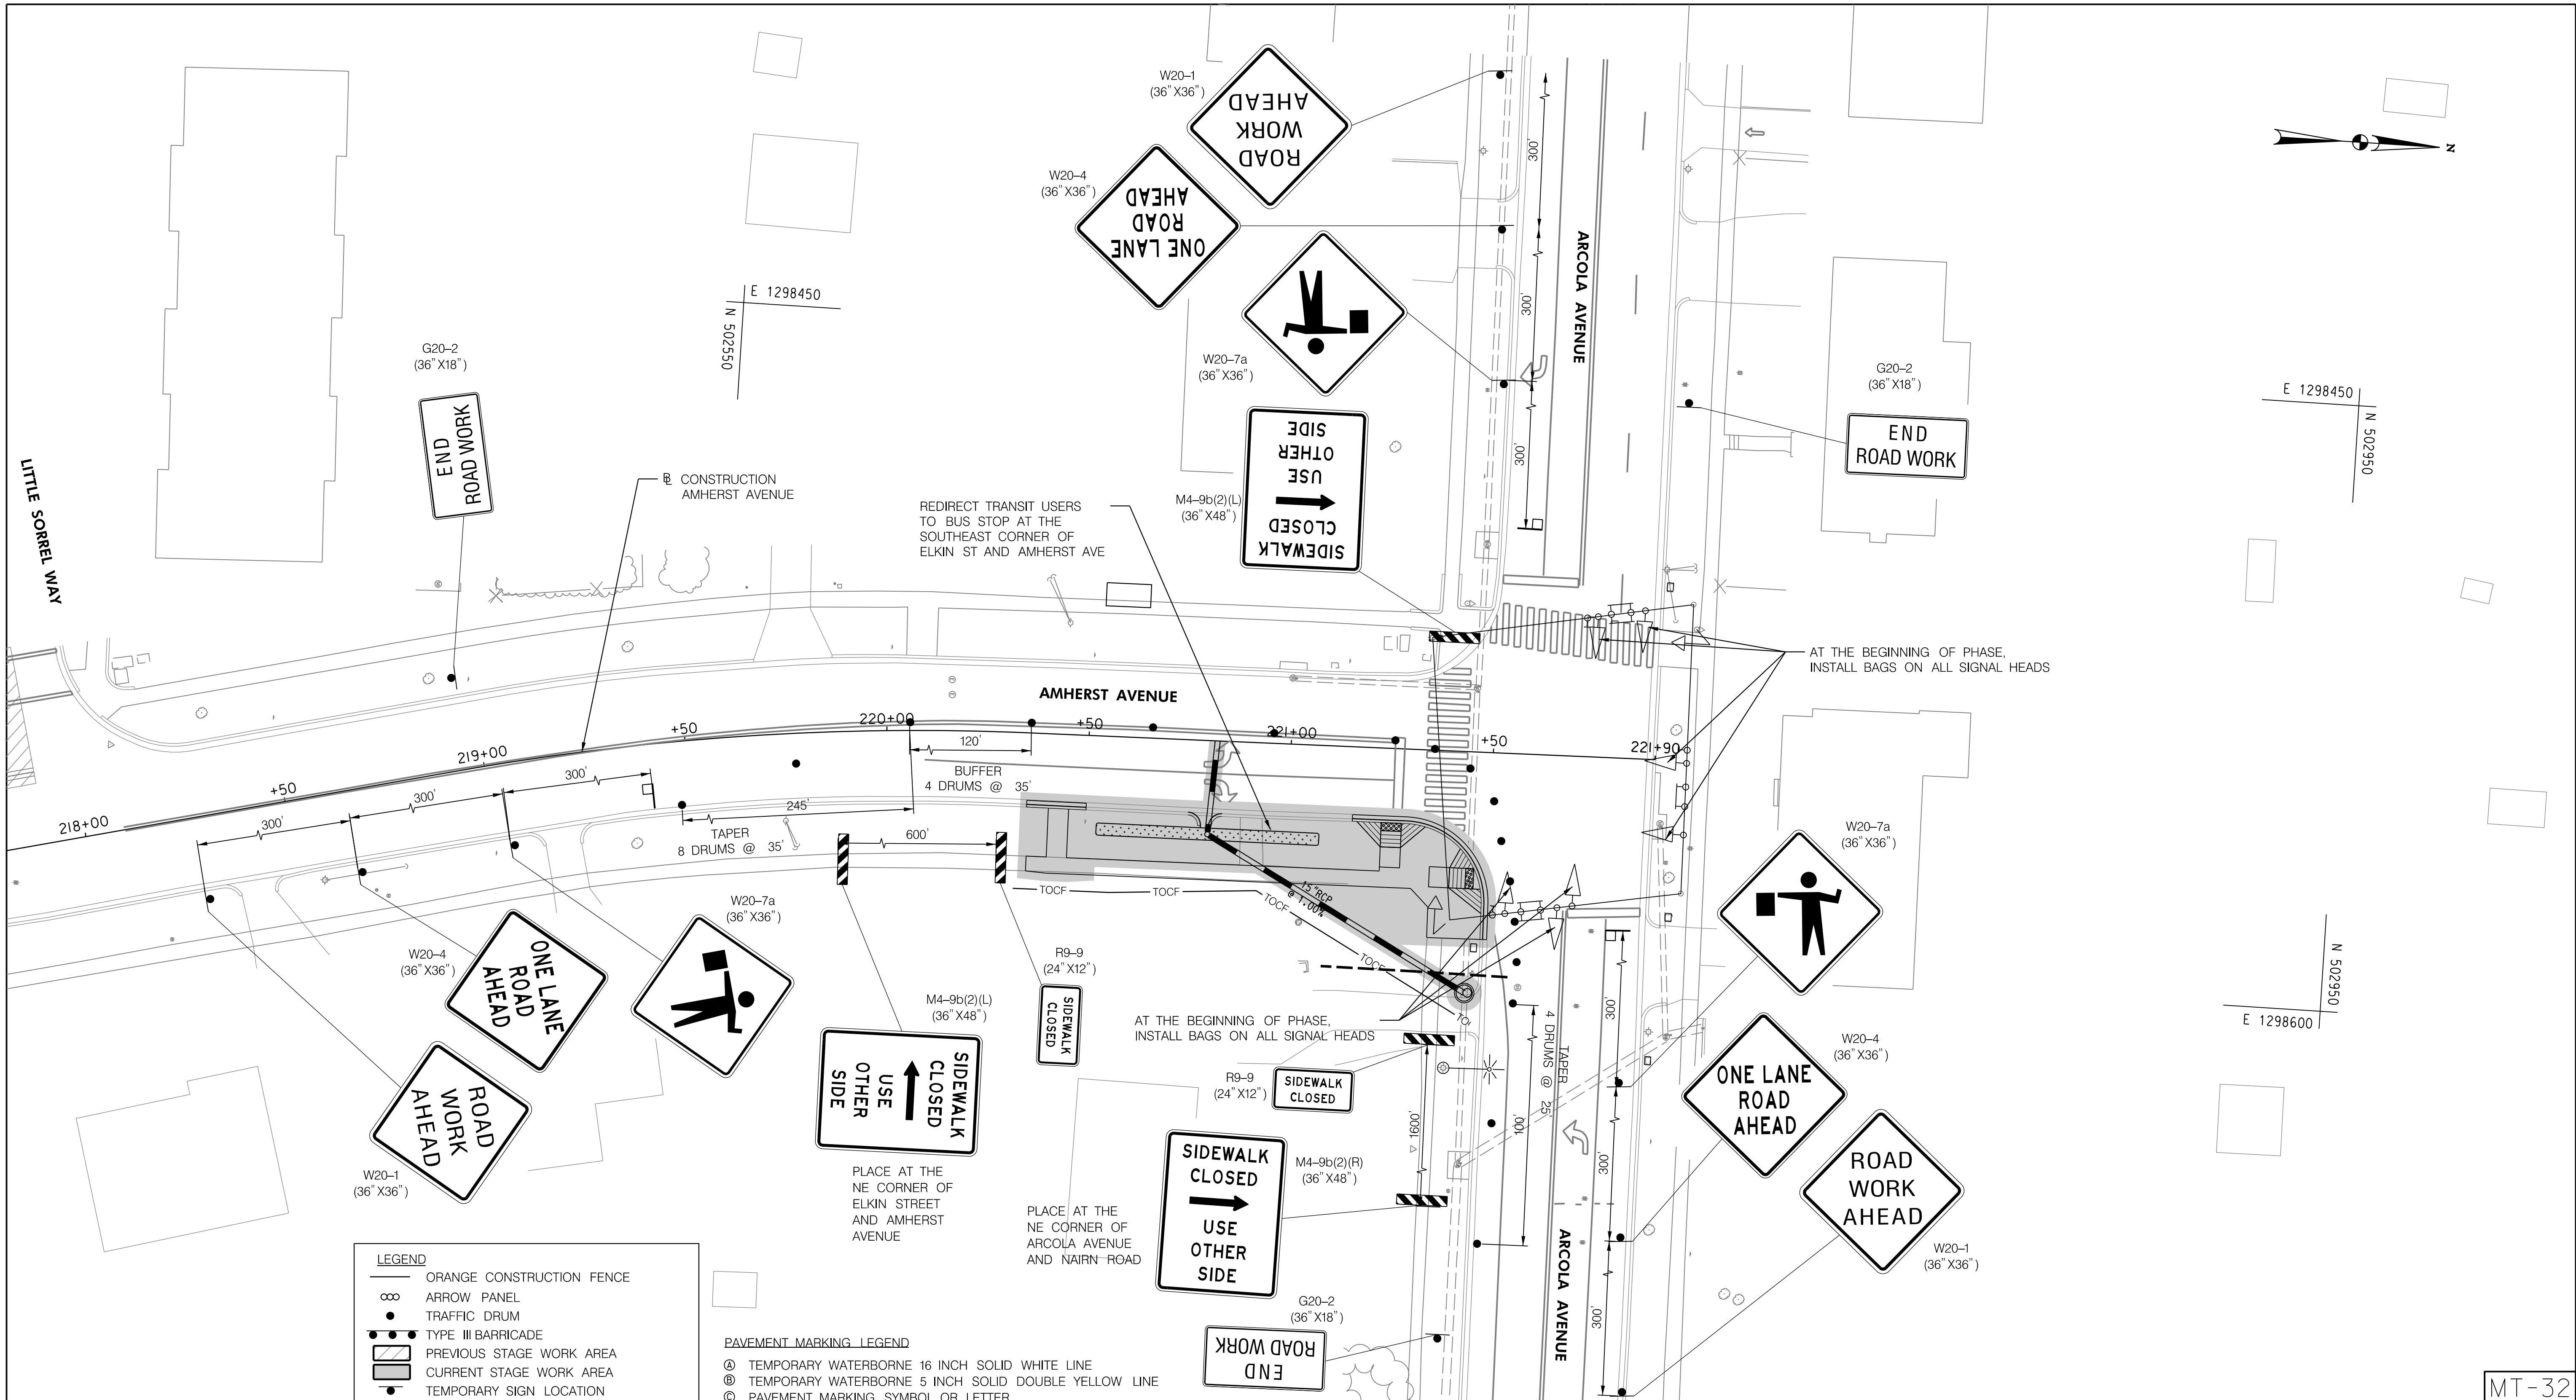 W20-1
(36"X36")
ROAD
WORK
AHEAD
W20-4
(36"X36")
ONE LANE
ROAD
AHEAD
W20-7a
(36"X36")
M4-9b(2)(L)
(36"X48")
SIDEWALK
CLOSED
USE
OTHER
SIDE
300'
300'
300'
ARCOLA AVENUE
N
G20-2
(36"X18")
END
ROAD WORK
E 1298450
N 502950
E 1298450
N 502550
G20-2
(36"X18")
END
ROAD WORK
LITTLE SORREL WAY
℄ CONSTRUCTION
AMHERST AVENUE
REDIRECT TRANSIT USERS
TO BUS STOP AT THE
SOUTHEAST CORNER OF
ELKIN ST AND AMHERST AVE
AT THE BEGINNING OF PHASE,
INSTALL BAGS ON ALL SIGNAL HEADS
AMHERST AVENUE
218+00
+50
219+00
+50
220+00
+50
221+00
+50
221+90
300'
300'
300'
120'
BUFFER
4 DRUMS @ 35'
245'
TAPER
8 DRUMS @ 35'
600'
TOCF
TOCF
TOCF
TOCF
15"RCP
@ 1.00%
W20-7a
(36"X36")
W20-4
(36"X36")
ONE LANE
ROAD
AHEAD
W20-1
(36"X36")
ROAD
WORK
AHEAD
M4-9b(2)(L)
(36"X48")
SIDEWALK
CLOSED
USE
OTHER
SIDE
PLACE AT THE
NE CORNER OF
ELKIN STREET
AND AMHERST
AVENUE
R9-9
(24"X12")
SIDEWALK
CLOSED
AT THE BEGINNING OF PHASE,
INSTALL BAGS ON ALL SIGNAL HEADS
R9-9
(24"X12")
SIDEWALK
CLOSED
1600'
100'
TAPER
4 DRUMS @ 25'
M4-9b(2)(R)
(36"X48")
SIDEWALK
CLOSED
USE
OTHER
SIDE
PLACE AT THE
NE CORNER OF
ARCOLA AVENUE
AND NAIRN ROAD
G20-2
(36"X18")
END
ROAD WORK
ARCOLA AVENUE
300'
300'
300'
W20-7a
(36"X36")
W20-4
(36"X36")
ONE LANE
ROAD
AHEAD
W20-1
(36"X36")
ROAD
WORK
AHEAD
N 502950
E 1298600
LEGEND
ORANGE CONSTRUCTION FENCE
ARROW PANEL
TRAFFIC DRUM
TYPE III BARRICADE
PREVIOUS STAGE WORK AREA
CURRENT STAGE WORK AREA
TEMPORARY SIGN LOCATION
PAVEMENT MARKING LEGEND
Ⓐ TEMPORARY WATERBORNE 16 INCH SOLID WHITE LINE
Ⓑ TEMPORARY WATERBORNE 5 INCH SOLID DOUBLE YELLOW LINE
Ⓒ PAVEMENT MARKING SYMBOL OR LETTER
MT-32